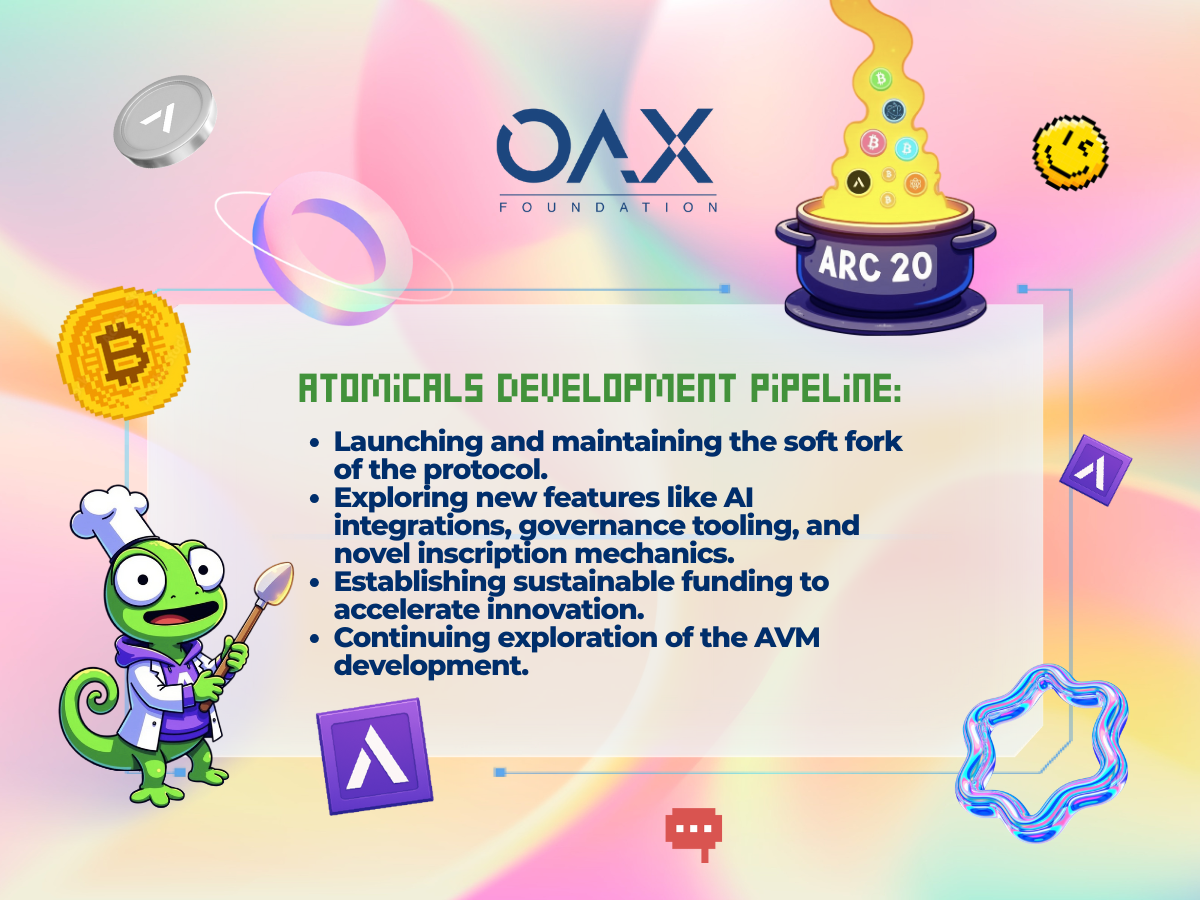 OAX
FOUNDATION
ARC 20
ATOMiCALS DEVELOPMENT PiPELiNE:
• Launching and maintaining the soft fork
of the protocol.
• Exploring new features like AI
integrations, governance tooling, and
novel inscription mechanics.
• Establishing sustainable funding to
accelerate innovation.
• Continuing exploration of the AVM
development.